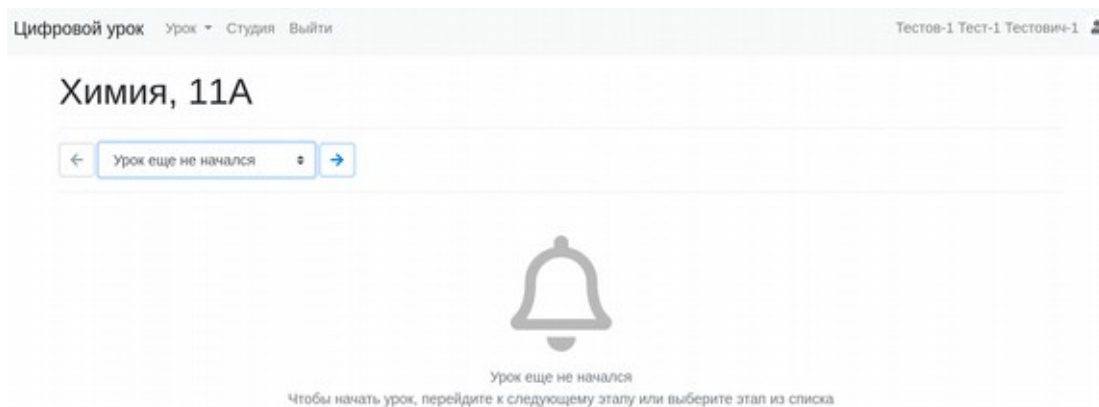 Цифровой урок Урок Студия Выйти Тестов-1 Тест-1 Тестович-1
Химия, 11А
Урок еще не начался
Урок еще не начался
Чтобы начать урок, перейдите к следующему этапу или выберите этап из списка